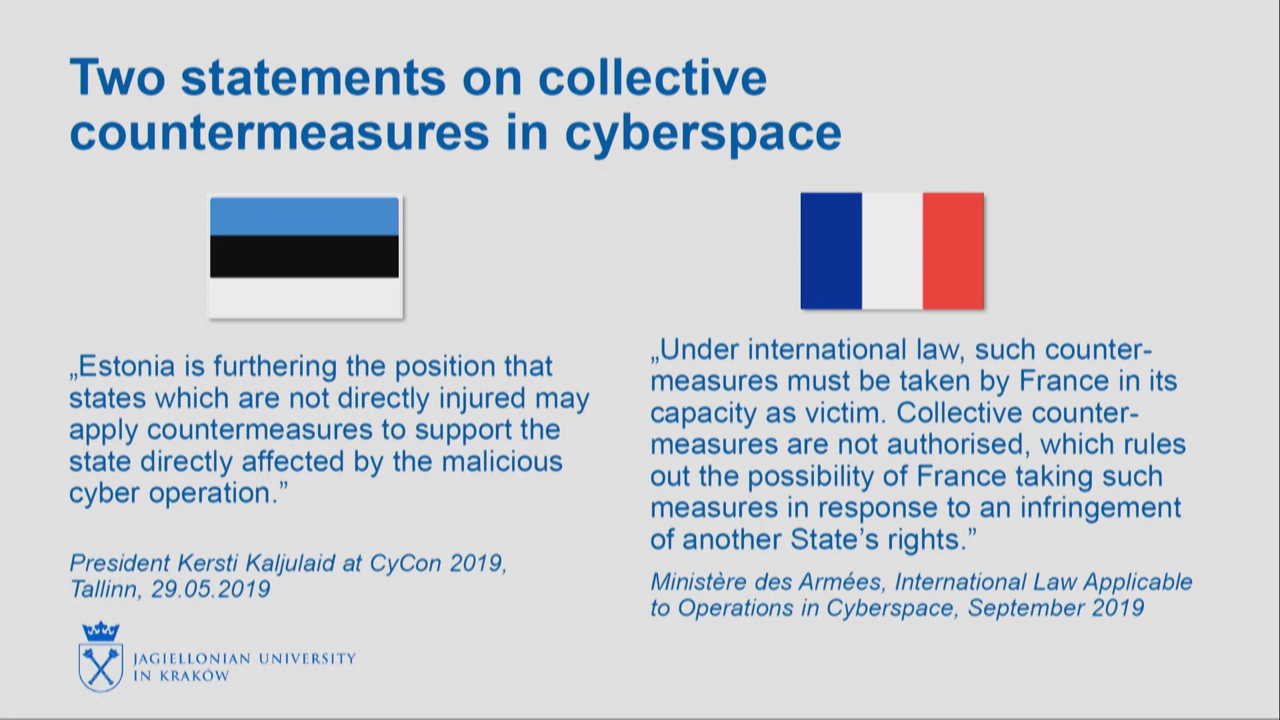 Two statements on collective
countermeasures in cyberspace
„Estonia is furthering the position that
states which are not directly injured may
apply countermeasures to support the
state directly affected by the malicious
cyber operation.”
President Kersti Kaljulaid at CyCon 2019,
Tallinn, 29.05.2019
„Under international law, such counter-
measures must be taken by France in its
capacity as victim. Collective counter-
measures are not authorised, which rules
out the possibility of France taking such
measures in response to an infringement
of another State’s rights.”
Ministère des Armées, International Law Applicable
to Operations in Cyberspace, September 2019
JAGIELLONIAN UNIVERSITY
IN KRAKÓW